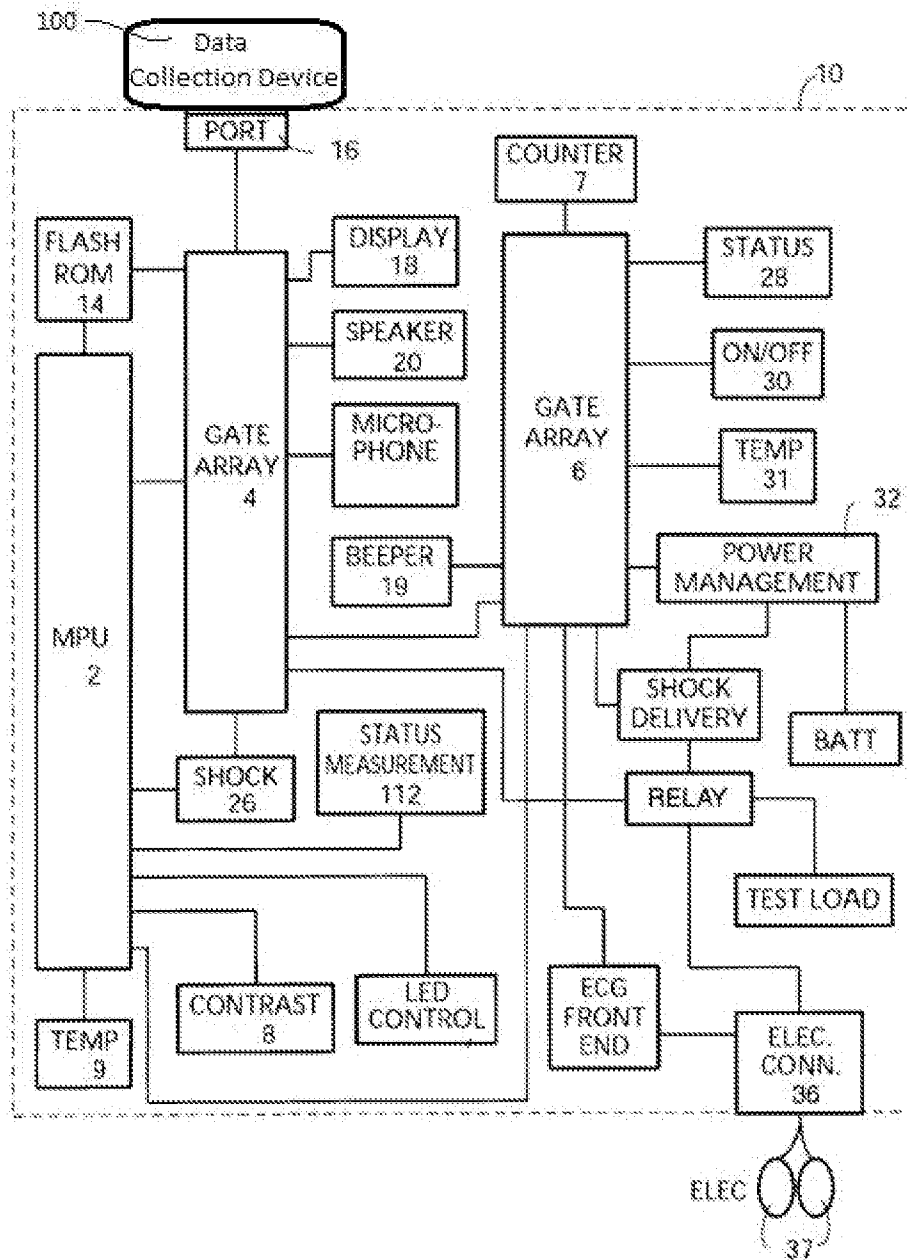 100
Data
Collection Device
10
PORT
16
COUNTER
7
FLASH
ROM
14
DISPLAY
18
STATUS
28
SPEAKER
20
ON/OFF
30
GATE
ARRAY
4
MICRO-
PHONE
GATE
ARRAY
6
TEMP
31
32
BEEPER
19
POWER
MANAGEMENT
MPU
2
SHOCK
DELIVERY
BATT
STATUS
MEASUREMENT
112
SHOCK
26
RELAY
TEST LOAD
CONTRAST
8
LED
CONTROL
ECG
FRONT
END
TEMP
9
ELEC.
CONN.
36
ELEC
37